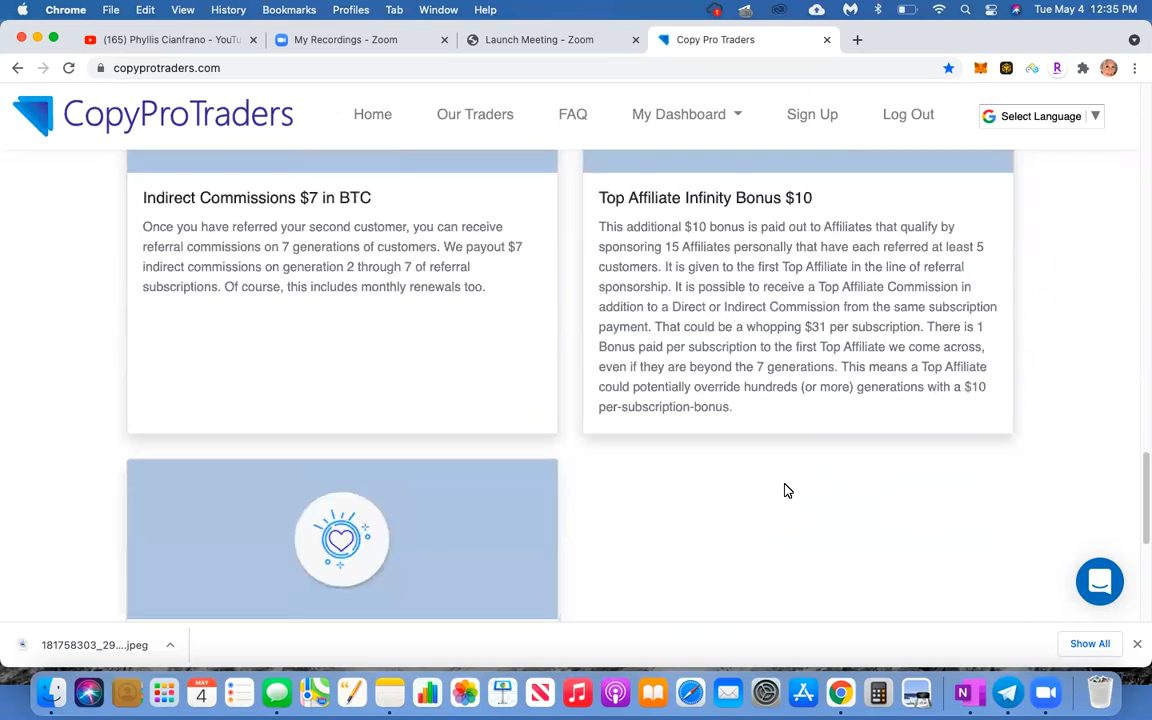 Chrome File Edit View History Bookmarks Profiles Tab Window Help Tue May 4 12:35 PM
(165) Phyllis Cianfrano - YouTu My Recordings - Zoom Launch Meeting - Zoom Copy Pro Traders
copyprotraders.com
CopyProTraders Home Our Traders FAQ My Dashboard Sign Up Log Out Select Language
Indirect Commissions $7 in BTC
Once you have referred your second customer, you can receive
referral commissions on 7 generations of customers. We payout $7
indirect commissions on generation 2 through 7 of referral
subscriptions. Of course, this includes monthly renewals too.
Top Affiliate Infinity Bonus $10
This additional $10 bonus is paid out to Affiliates that qualify by
sponsoring 15 Affiliates personally that have each referred at least 5
customers. It is given to the first Top Affiliate in the line of referral
sponsorship. It is possible to receive a Top Affiliate Commission in
addition to a Direct or Indirect Commission from the same subscription
payment. That could be a whopping $31 per subscription. There is 1
Bonus paid per subscription to the first Top Affiliate we come across,
even if they are beyond the 7 generations. This means a Top Affiliate
could potentially override hundreds (or more) generations with a $10
per-subscription-bonus.
181758303_29....jpeg Show All
MAY
4